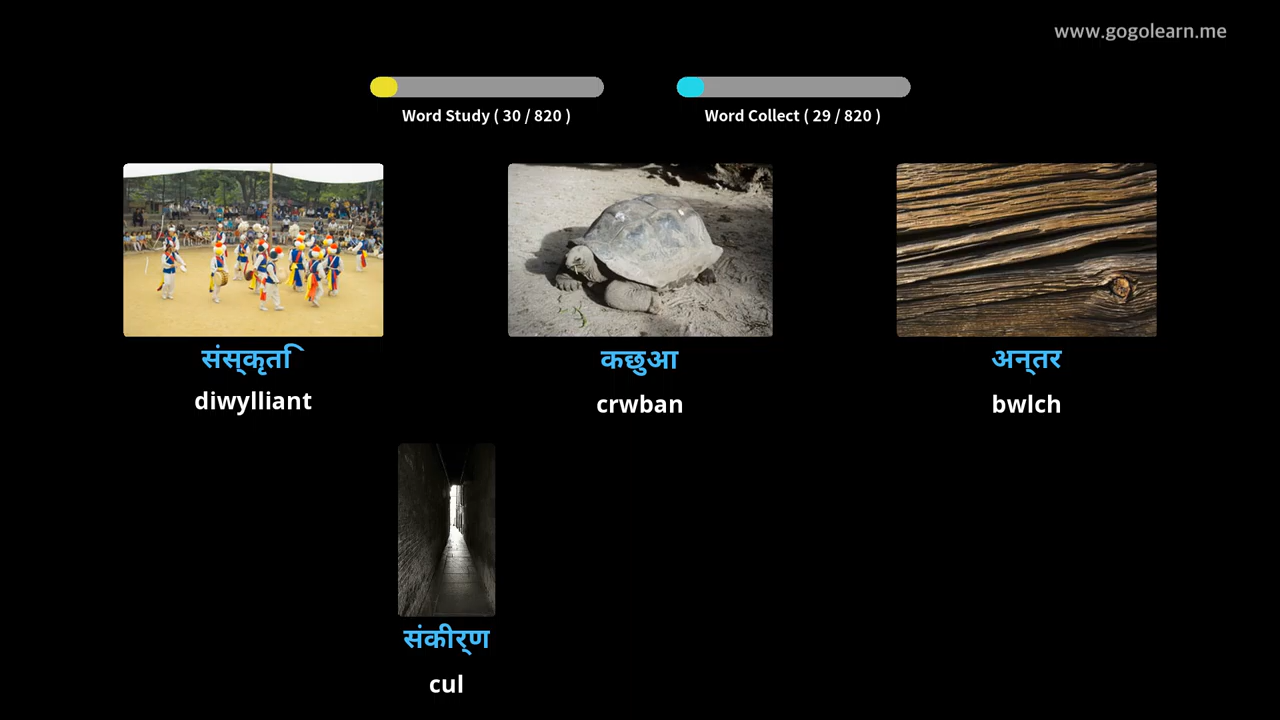 www.gogolearn.me
Word Study ( 30 / 820 )
Word Collect ( 29 / 820 )
संस्कृति
diwylliant
कछुआ
crwban
अन्‌तर
bwlch
संकीर्‌ण
cul